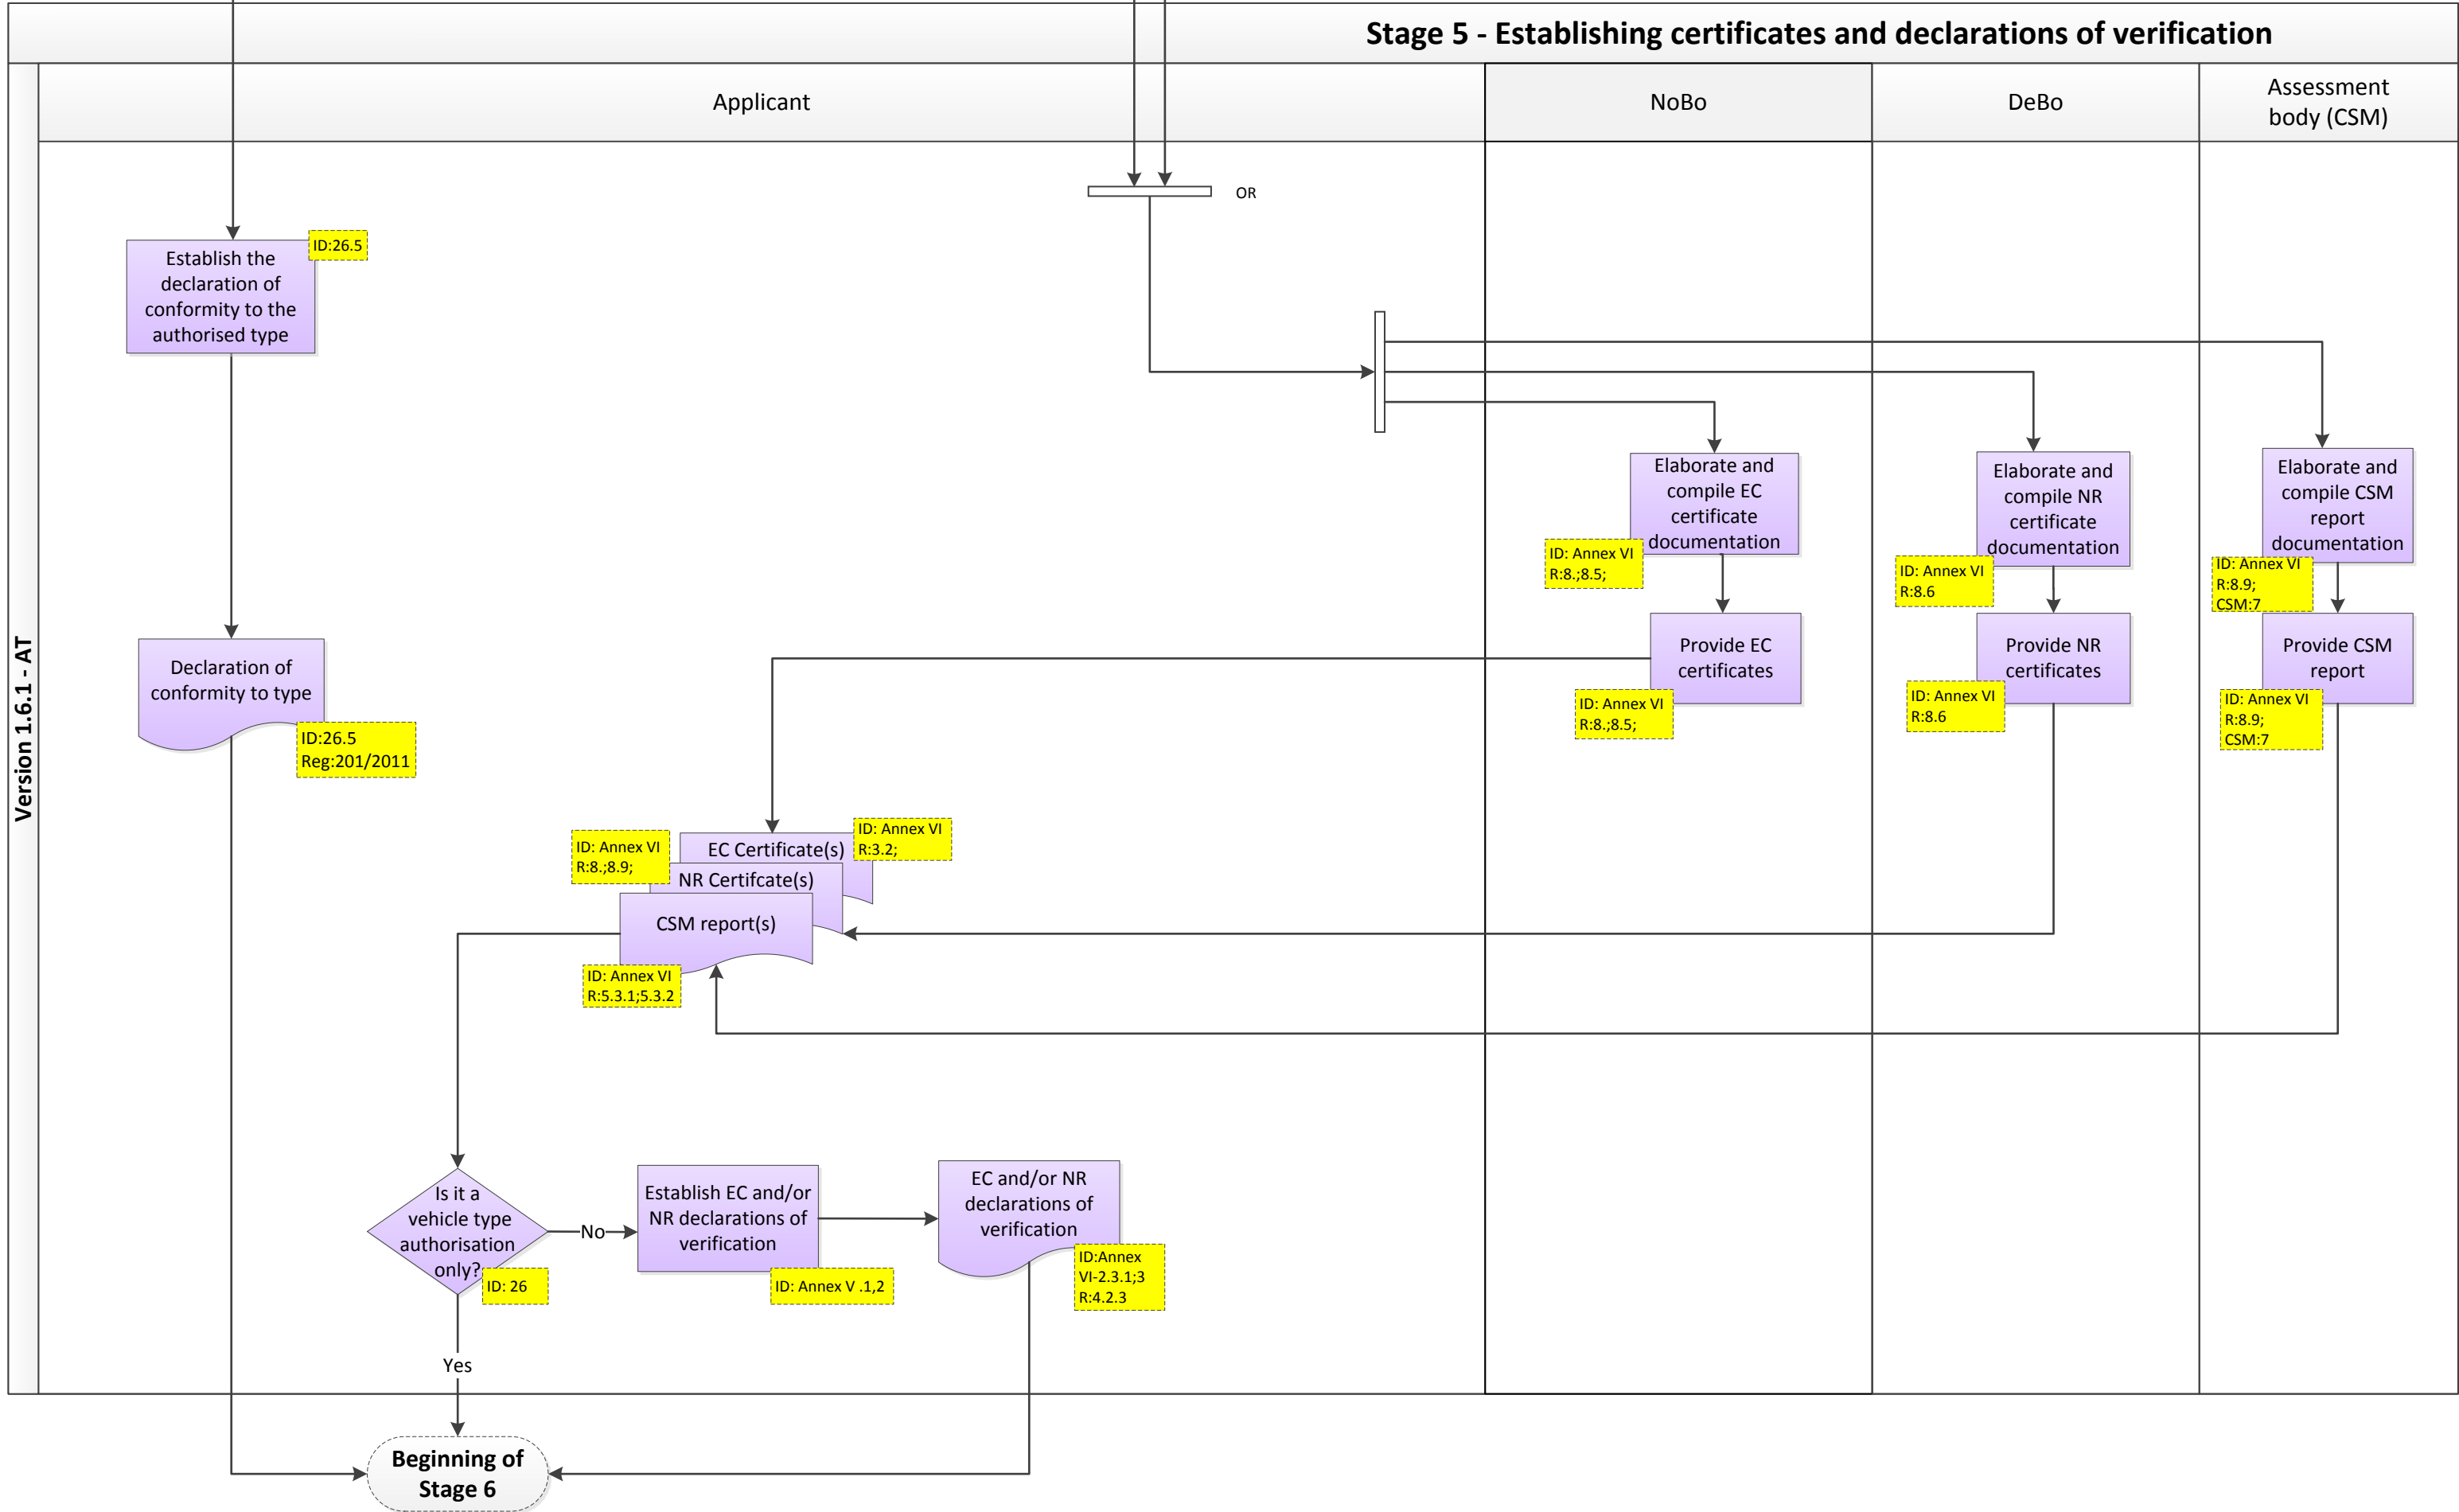 Stage 5 - Establishing certificates and declarations of verification
Applicant
NoBo
DeBo
Assessment
body (CSM)
Version 1.6.1 - AT
OR
Establish the
declaration of
conformity to the
authorised type
ID:26.5
Elaborate and
compile EC
certificate
documentation
ID: Annex VI
R:8.;8.5;
Elaborate and
compile NR
certificate
documentation
ID: Annex VI
R:8.6
Elaborate and
compile CSM
report
documentation
ID: Annex VI
R:8.9;
CSM:7
Declaration of
conformity to type
ID:26.5
Reg:201/2011
Provide EC
certificates
ID: Annex VI
R:8.;8.5;
Provide NR
certificates
ID: Annex VI
R:8.6
Provide CSM
report
ID: Annex VI
R:8.9;
CSM:7
EC Certificate(s)
ID: Annex VI
R:3.2;
ID: Annex VI
R:8.;8.9;
NR Certifcate(s)
CSM report(s)
ID: Annex VI
R:5.3.1;5.3.2
Is it a
vehicle type
authorisation
only?
ID: 26
No
Establish EC and/or
NR declarations of
verification
ID: Annex V .1,2
EC and/or NR
declarations of
verification
ID:Annex
VI-2.3.1;3
R:4.2.3
Yes
Beginning of
Stage 6